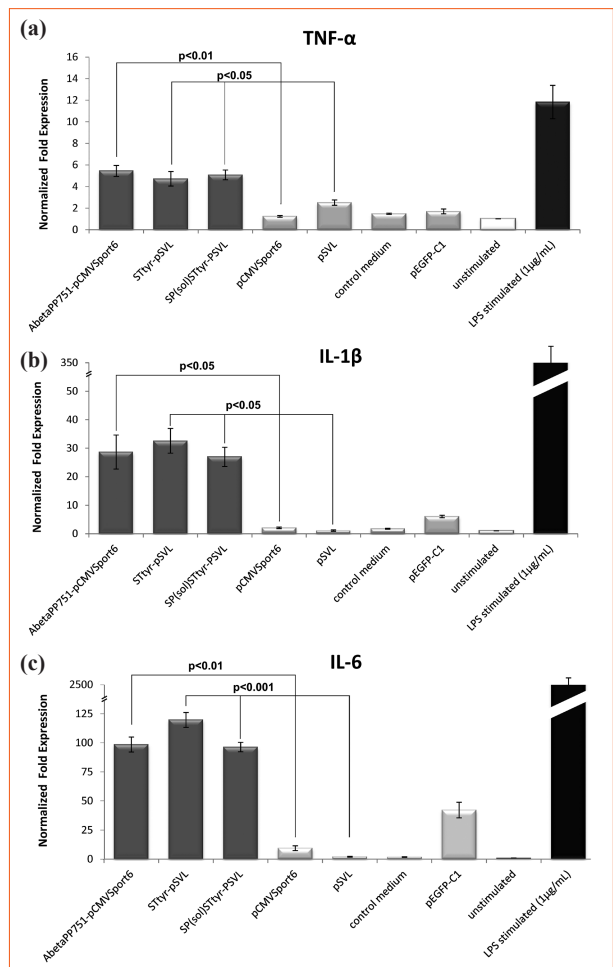 (a)
TNF-α
p<0.01
p<0.05
Normalized Fold Expression
16
14
12
10
8
6
4
2
0
AbetaPP751-pCMVSport6
STtyr-pSVL
SP(sol)STtyr-PSVL
pCMVSport6
pSVL
control medium
pEGFP-C1
unstimulated
LPS stimulated (1µg/mL)
(b)
IL-1β
p<0.05
p<0.05
Normalized Fold Expression
350
50
40
30
20
10
0
AbetaPP751-pCMVSport6
STtyr-pSVL
SP(sol)STtyr-PSVL
pCMVSport6
pSVL
control medium
pEGFP-C1
unstimulated
LPS stimulated (1µg/mL)
(c)
IL-6
p<0.01
p<0.001
Normalized Fold Expression
2500
125
100
75
50
25
0
AbetaPP751-pCMVSport6
STtyr-pSVL
SP(sol)STtyr-PSVL
pCMVSport6
pSVL
control medium
pEGFP-C1
unstimulated
LPS stimulated (1µg/mL)